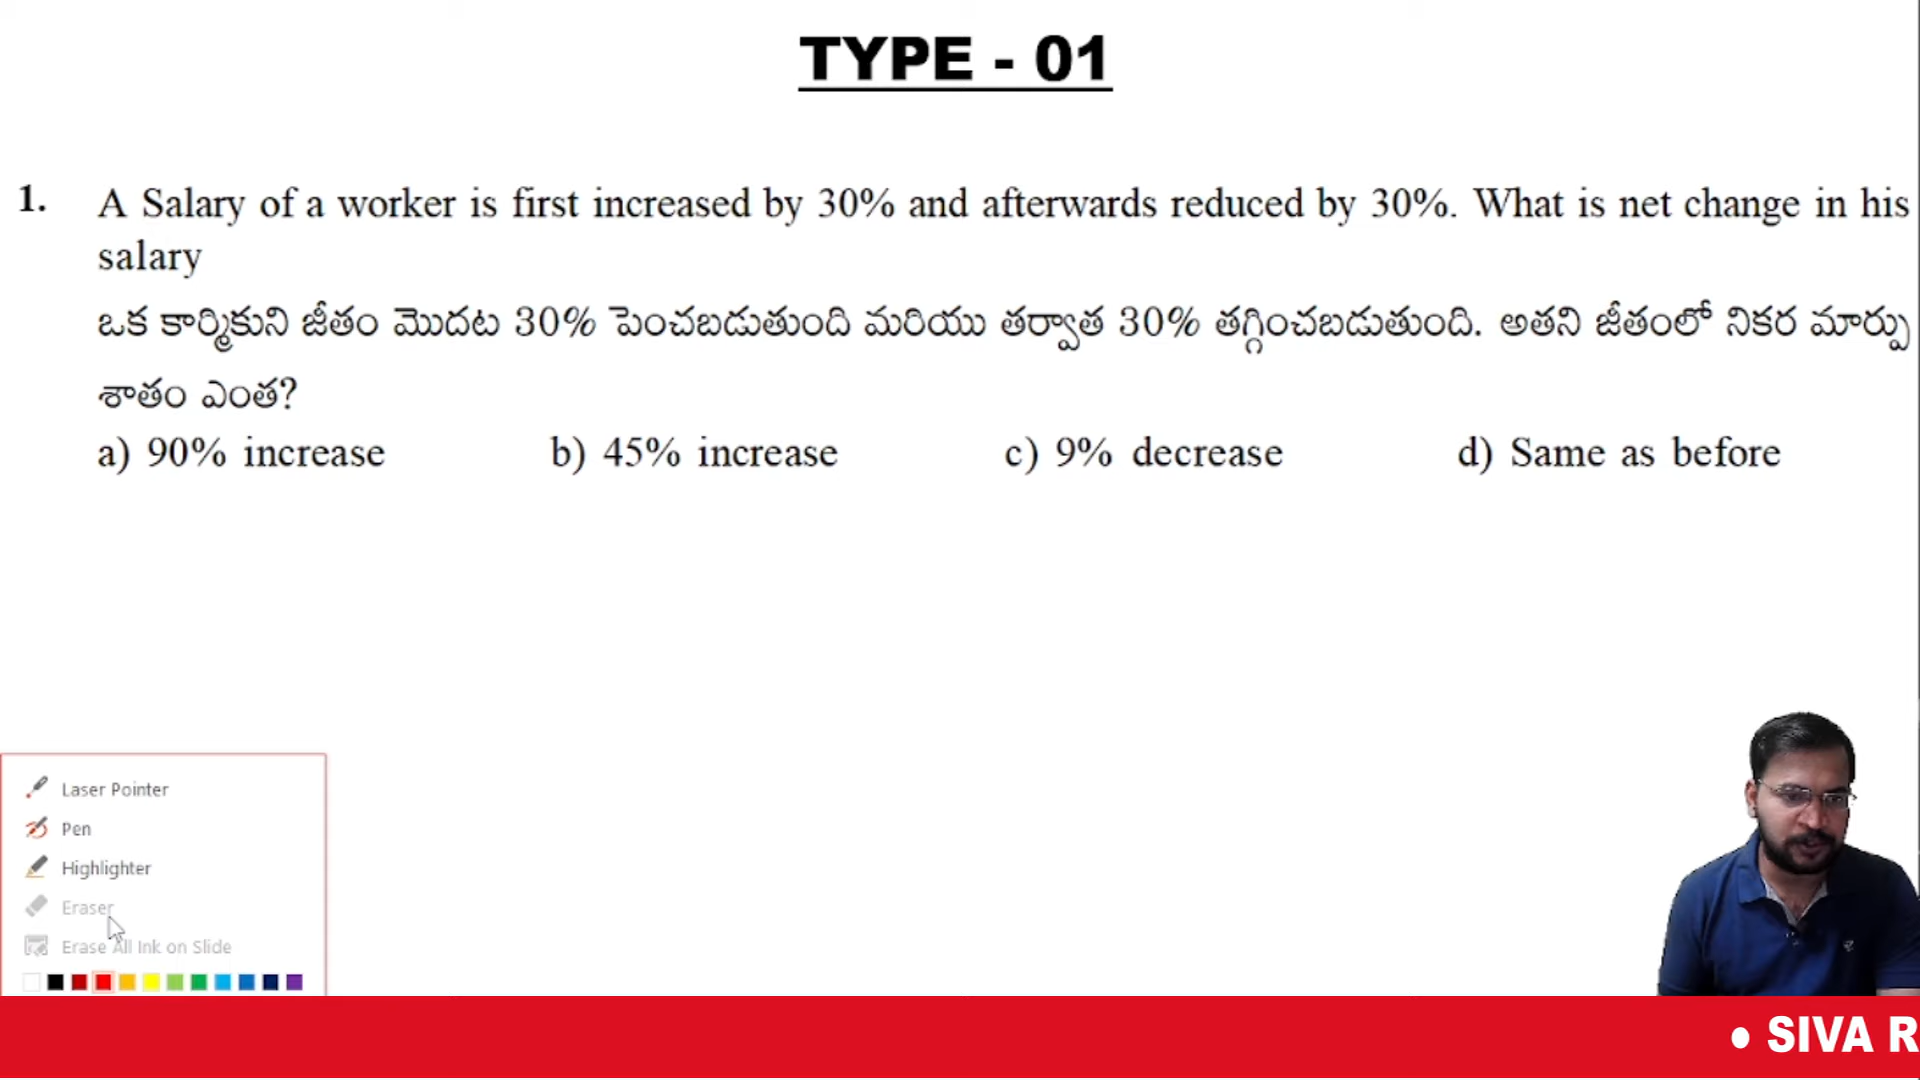 TYPE - 01
1. A Salary of a worker is first increased by 30% and afterwards reduced by 30%. What is net change in his
salary
ఒక కార్మికుని జీతం మొదట 30% పెంచబడుతుంది మరియు తర్వాత 30% తగ్గించబడుతుంది. అతని జీతంలో నికర మార్పు
శాతం ఎంత?
a) 90% increase b) 45% increase c) 9% decrease d) Same as before
Laser Pointer
Pen
Highlighter
Eraser
Erase All Ink on Slide
• SIVA R